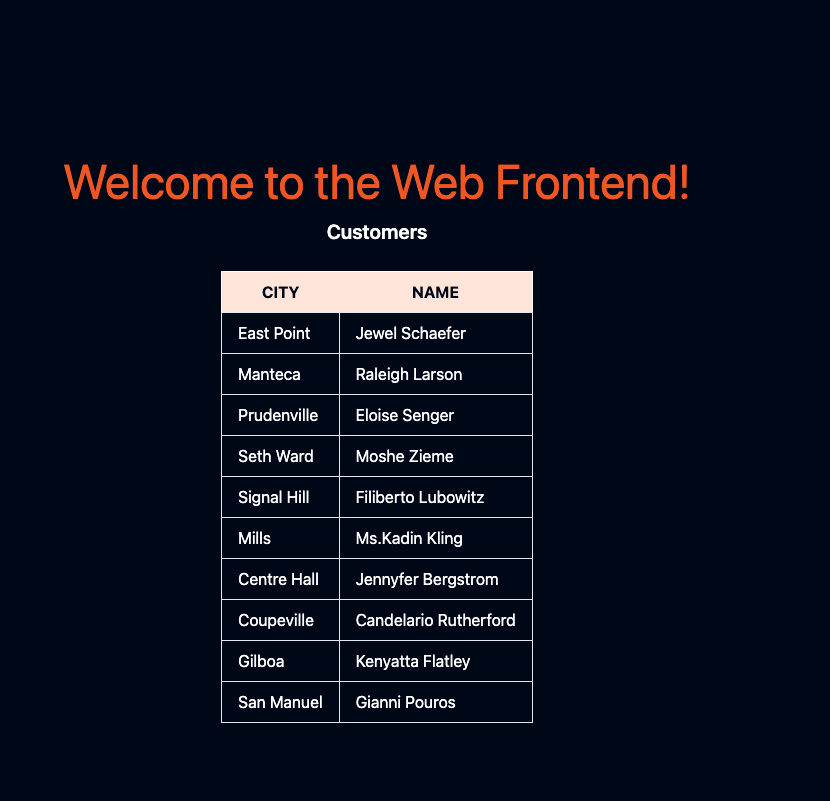 Welcome to the Web Frontend!
Customers
CITY NAME
East Point Jewel Schaefer
Manteca Raleigh Larson
Prudenville Eloise Senger
Seth Ward Moshe Zieme
Signal Hill Filiberto Lubowitz
Mills Ms.Kadin Kling
Centre Hall Jennyfer Bergstrom
Coupeville Candelario Rutherford
Gilboa Kenyatta Flatley
San Manuel Gianni Pouros